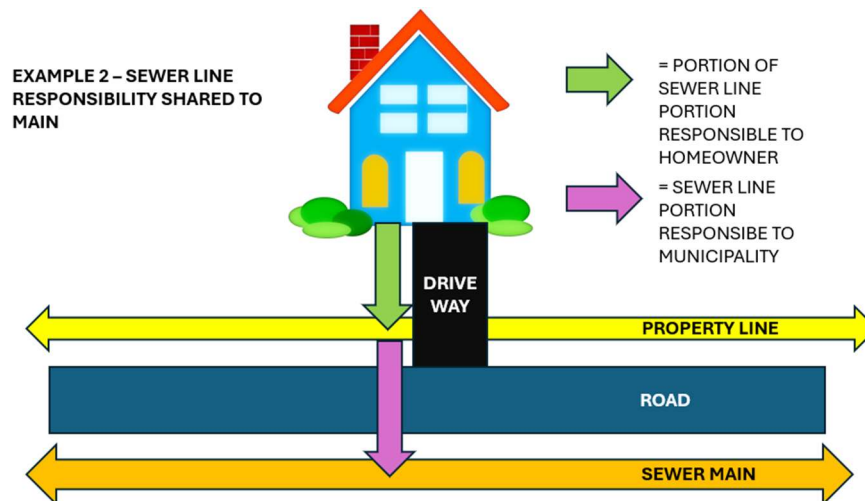 EXAMPLE 2 – SEWER LINE
RESPONSIBILITY SHARED TO
MAIN
= PORTION OF
SEWER LINE
PORTION
RESPONSIBLE TO
HOMEOWNER
= SEWER LINE
PORTION
RESPONSIBE TO
MUNICIPALITY
DRIVE
WAY
PROPERTY LINE
ROAD
SEWER MAIN